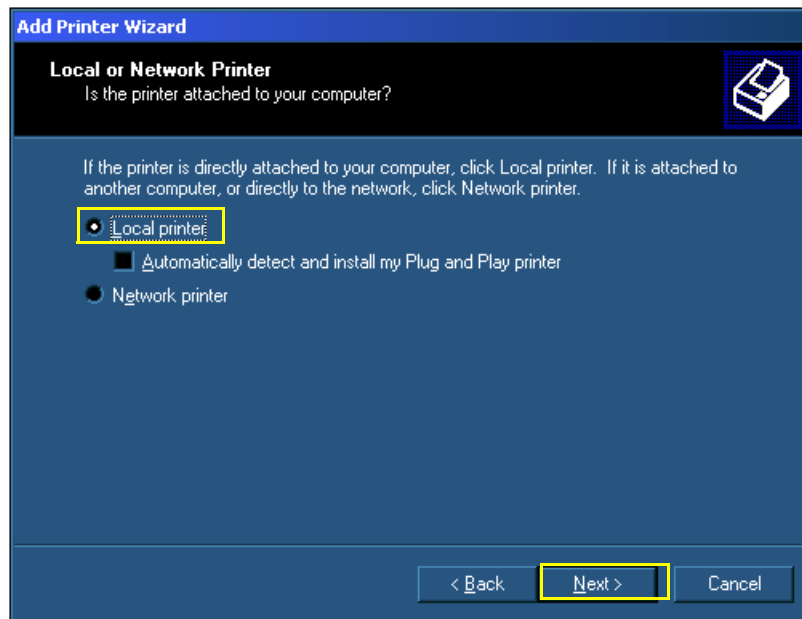 Add Printer Wizard
Local or Network Printer
Is the printer attached to your computer?
If the printer is directly attached to your computer, click Local printer.  If it is attached to
another computer, or directly to the network, click Network printer.
Local printer
Automatically detect and install my Plug and Play printer
Network printer
< Back
Next >
Cancel